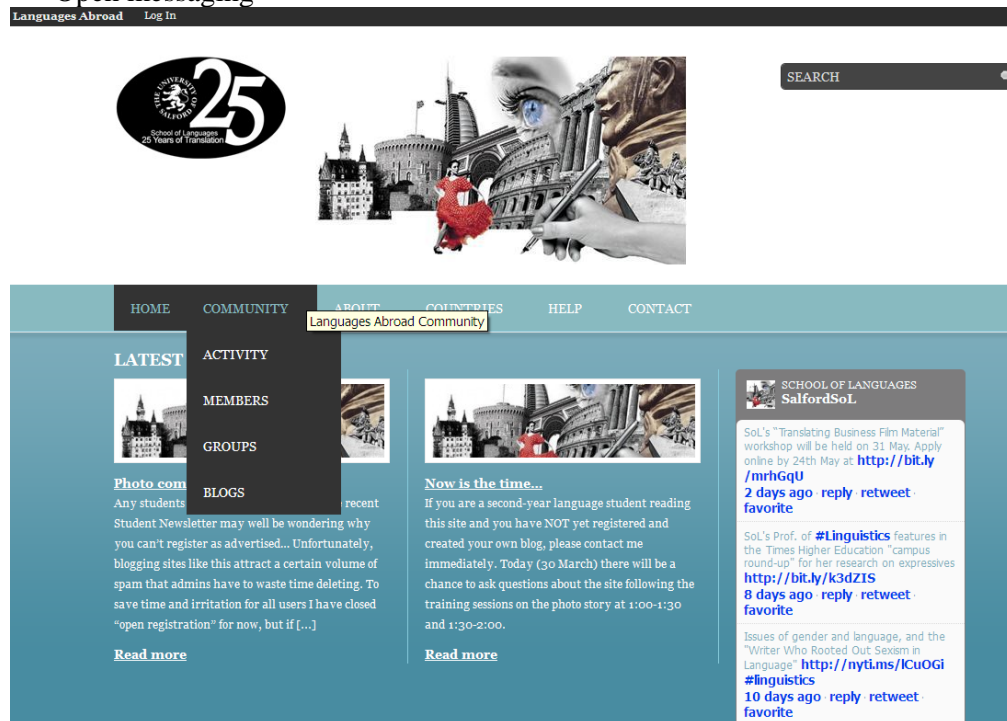 Open messaging
Languages Abroad Log In
THE UNIVERSITY OF SALFORD
25
School of Languages
25 Years of Translation
SEARCH
HOME COMMUNITY ABOUT COUNTRIES HELP CONTACT
Languages Abroad Community
ACTIVITY
MEMBERS
GROUPS
BLOGS
LATEST
Photo com
Any students recent
Student Newsletter may well be wondering why
you can't register as advertised... Unfortunately,
blogging sites like this attract a certain volume of
spam that admins have to waste time deleting. To
save time and irritation for all users I have closed
"open registration" for now, but if [...]
Read more
Now is the time...
If you are a second-year language student reading
this site and you have NOT yet registered and
created your own blog, please contact me
immediately. Today (30 March) there will be a
chance to ask questions about the site following the
training sessions on the photo story at 1:00-1:30
and 1:30-2:00.
Read more
SCHOOL OF LANGUAGES
SalfordSoL
SoL's "Translating Business Film Material"
workshop will be held on 31 May. Apply
online by 24th May at http://bit.ly
/mrhGqU
2 days ago · reply · retweet ·
favorite
SoL's Prof. of #Linguistics features in
the Times Higher Education "campus
round-up" for her research on expressives
http://bit.ly/k3dZIS
8 days ago · reply · retweet ·
favorite
Issues of gender and language, and the
"Writer Who Rooted Out Sexism in
Language" http://nyti.ms/lCuOGi
#linguistics
10 days ago · reply · retweet ·
favorite